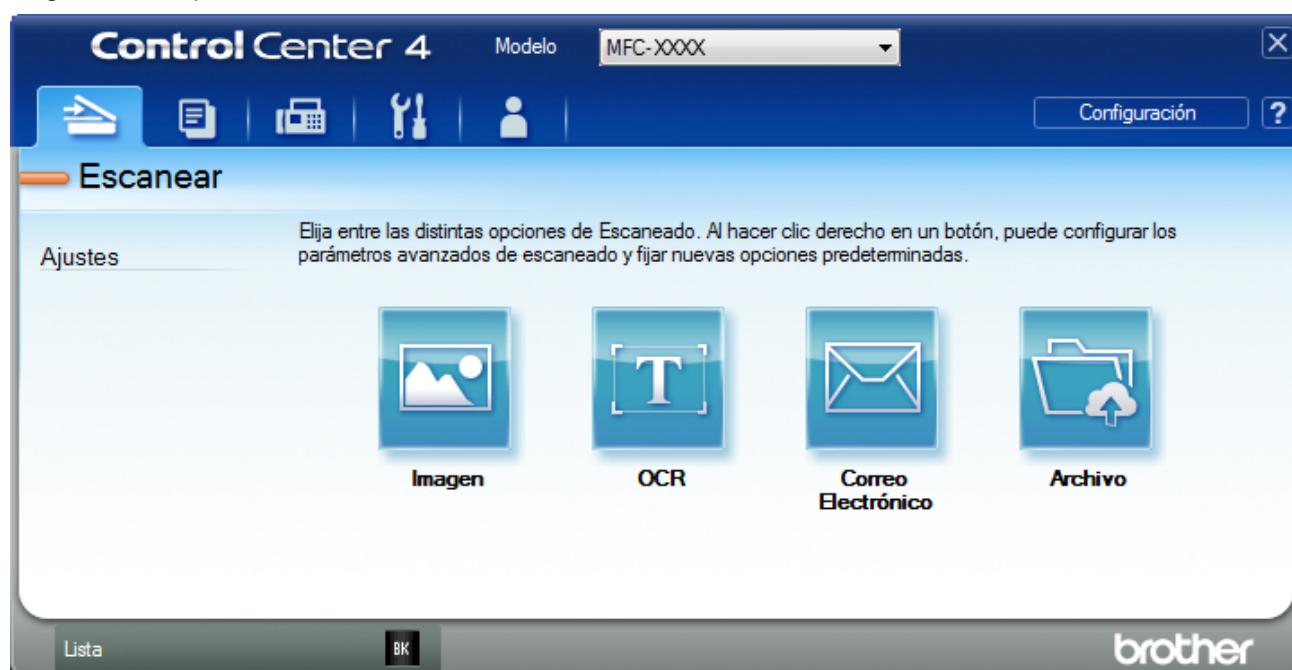 Control Center 4 Modelo MFC-XXXX
Configuración ?
Escanear
Ajustes
Elija entre las distintas opciones de Escaneado. Al hacer clic derecho en un botón, puede configurar los
parámetros avanzados de escaneado y fijar nuevas opciones predeterminadas.
T
Imagen OCR Correo Archivo
Electrónico
Lista BK brother